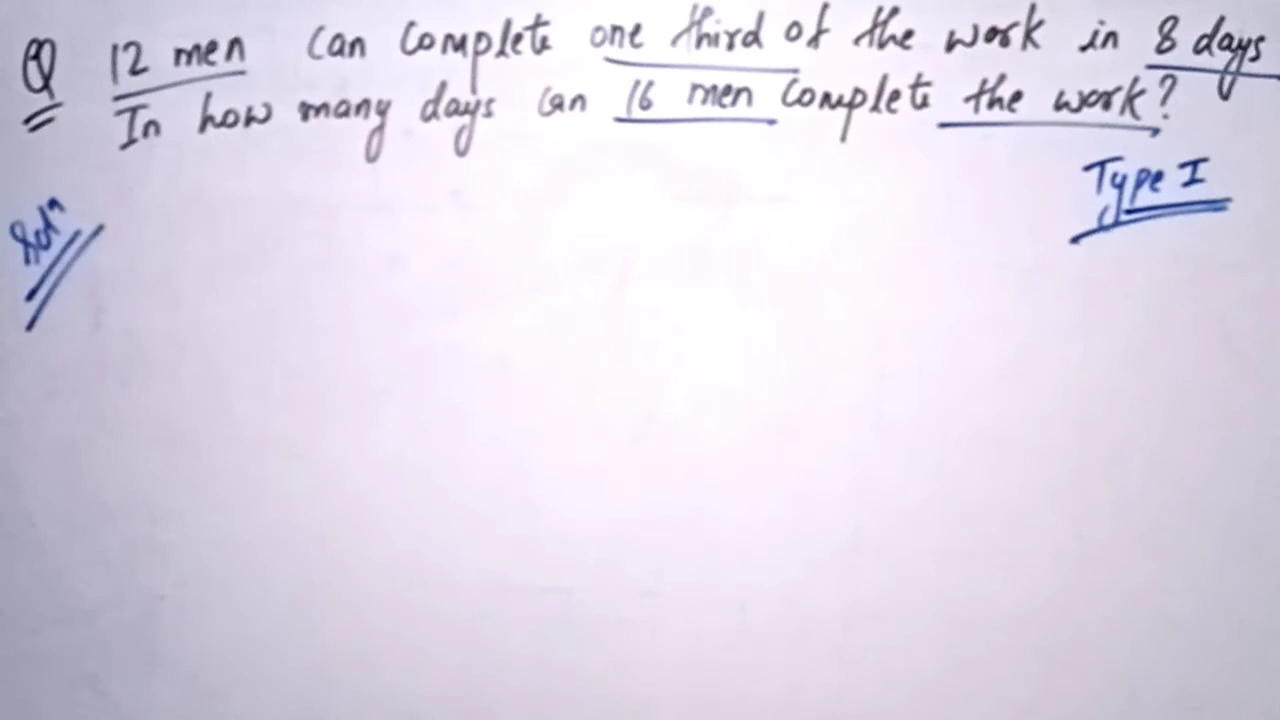 Q 12 men can complete one third of the work in 8 days
In how many days can 16 men complete the work?
Type I
Solⁿ